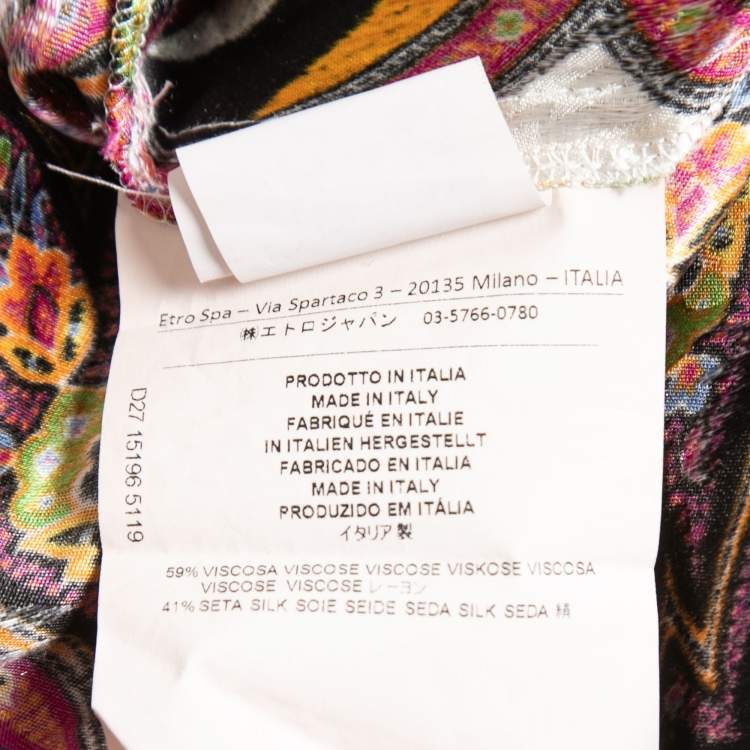 Etro Spa – Via Spartaco 3 – 20135 Milano – ITALIA
㈱エトロジャパン 03-5766-0780
PRODOTTO IN ITALIA
MADE IN ITALY
FABRIQUÉ EN ITALIE
IN ITALIEN HERGESTELLT
FABRICADO EN ITALIA
MADE IN ITALY
PRODUZIDO EM ITÁLIA
イタリア製
D27 15196 5119
59% VISCOSA VISCOSE VISCOSE VISKOSE VISCOSA
VISCOSE VISCOSE レーヨン
41% SETA SILK SOIE SEIDE SEDA SILK SEDA 絹